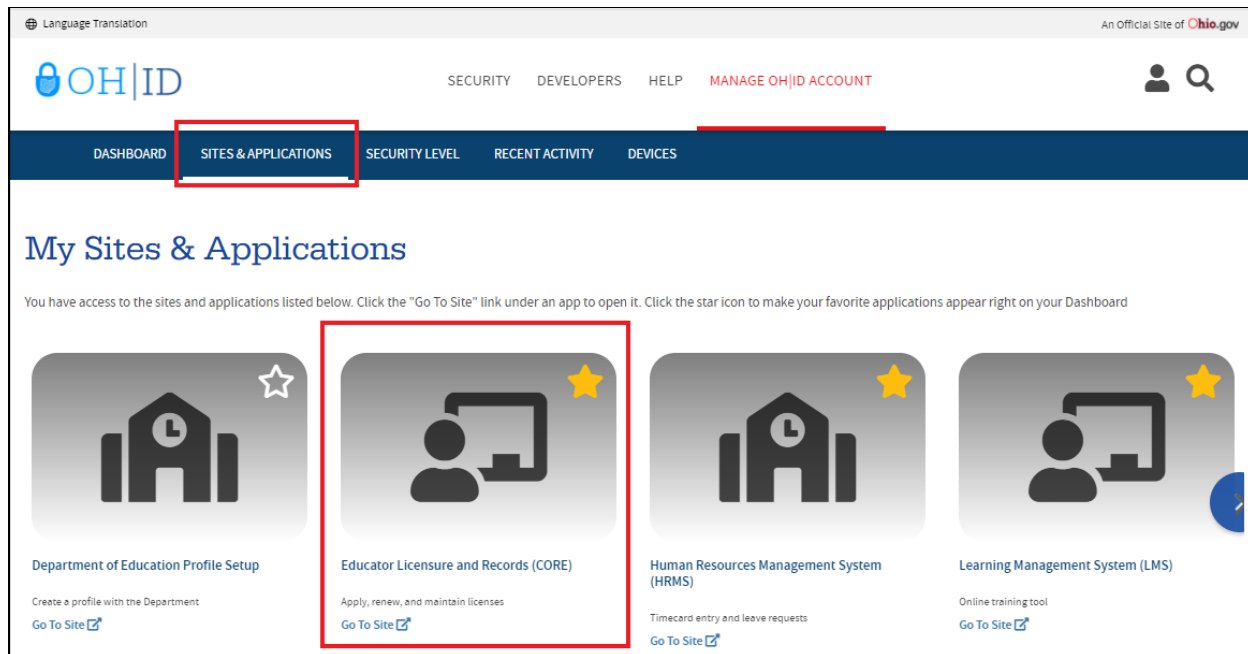 Language Translation
An Official Site of Ohio.gov
OH|ID
SECURITY DEVELOPERS HELP MANAGE OH|ID ACCOUNT
DASHBOARD SITES & APPLICATIONS SECURITY LEVEL RECENT ACTIVITY DEVICES
My Sites & Applications
You have access to the sites and applications listed below. Click the "Go To Site" link under an app to open it. Click the star icon to make your favorite applications appear right on your Dashboard
Department of Education Profile Setup
Create a profile with the Department
Go To Site
Educator Licensure and Records (CORE)
Apply, renew, and maintain licenses
Go To Site
Human Resources Management System
(HRMS)
Timecard entry and leave requests
Go To Site
Learning Management System (LMS)
Online training tool
Go To Site